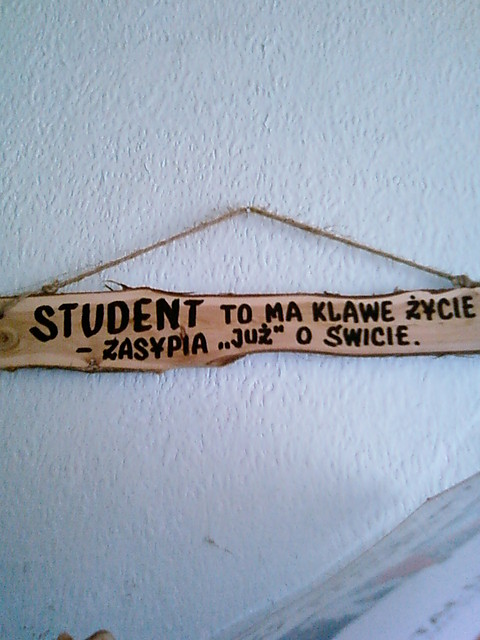 STUDENT TO MA KLAWE ŻYCIE
- ZASYPIA „JUŻ" O ŚWICIE.